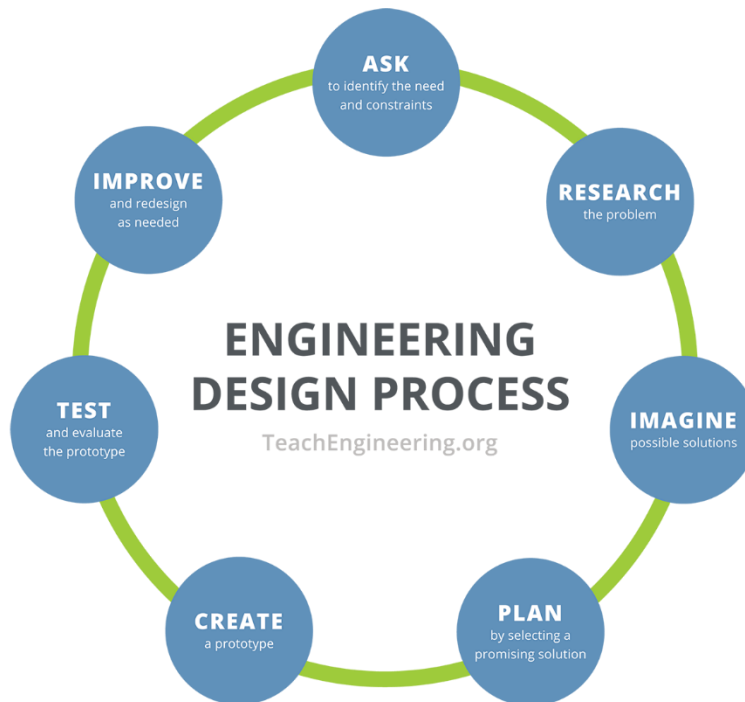 ASK
to identify the need
and constraints
RESEARCH
the problem
IMAGINE
possible solutions
PLAN
by selecting a
promising solution
CREATE
a prototype
TEST
and evaluate
the prototype
IMPROVE
and redesign
as needed
ENGINEERING
DESIGN PROCESS
TeachEngineering.org